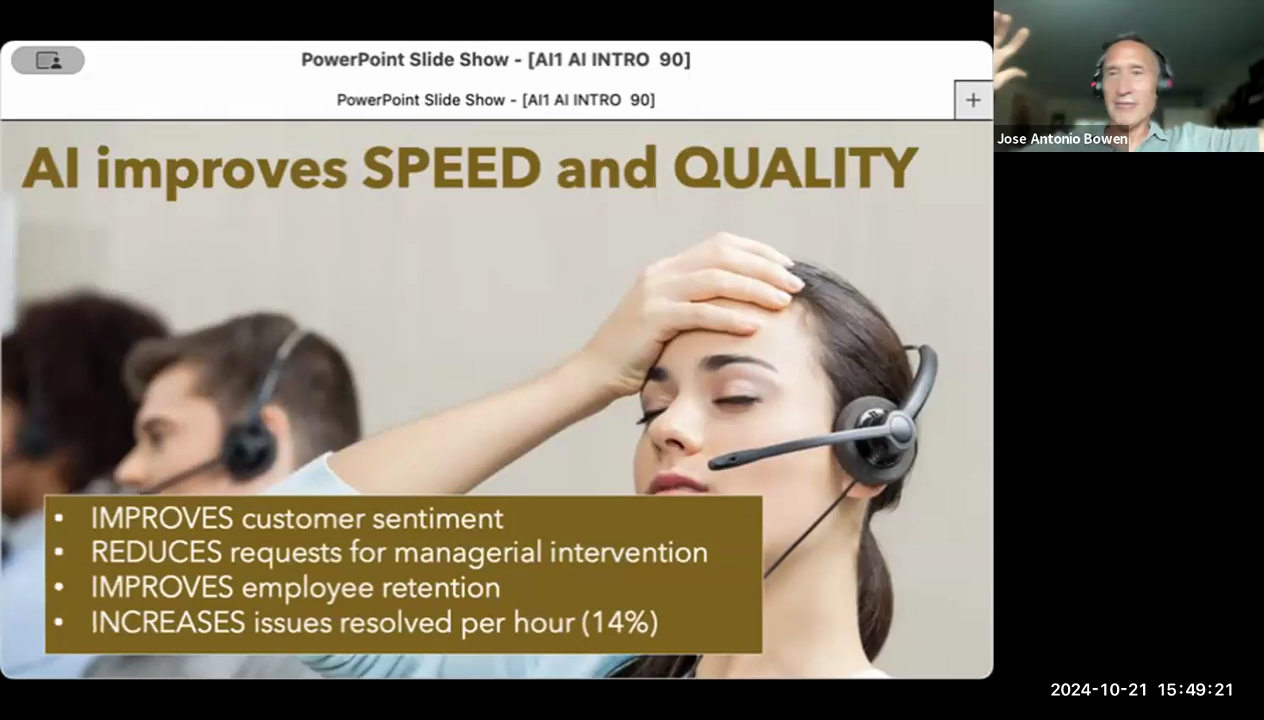 PowerPoint Slide Show - [AI1 AI INTRO  90]
PowerPoint Slide Show - [AI1 AI INTRO  90]
+
Jose Antonio Bowen
AI improves SPEED and QUALITY
• IMPROVES customer sentiment
• REDUCES requests for managerial intervention
• IMPROVES employee retention
• INCREASES issues resolved per hour (14%)
2024-10-21 15:49:21